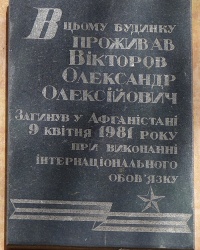 В цьому будинку
проживав
Вікторов
Олександр
Олексійович
Загинув у Афганістані
9 квітня 1981 року
при виконанні
інтернаціонального
обов'язку